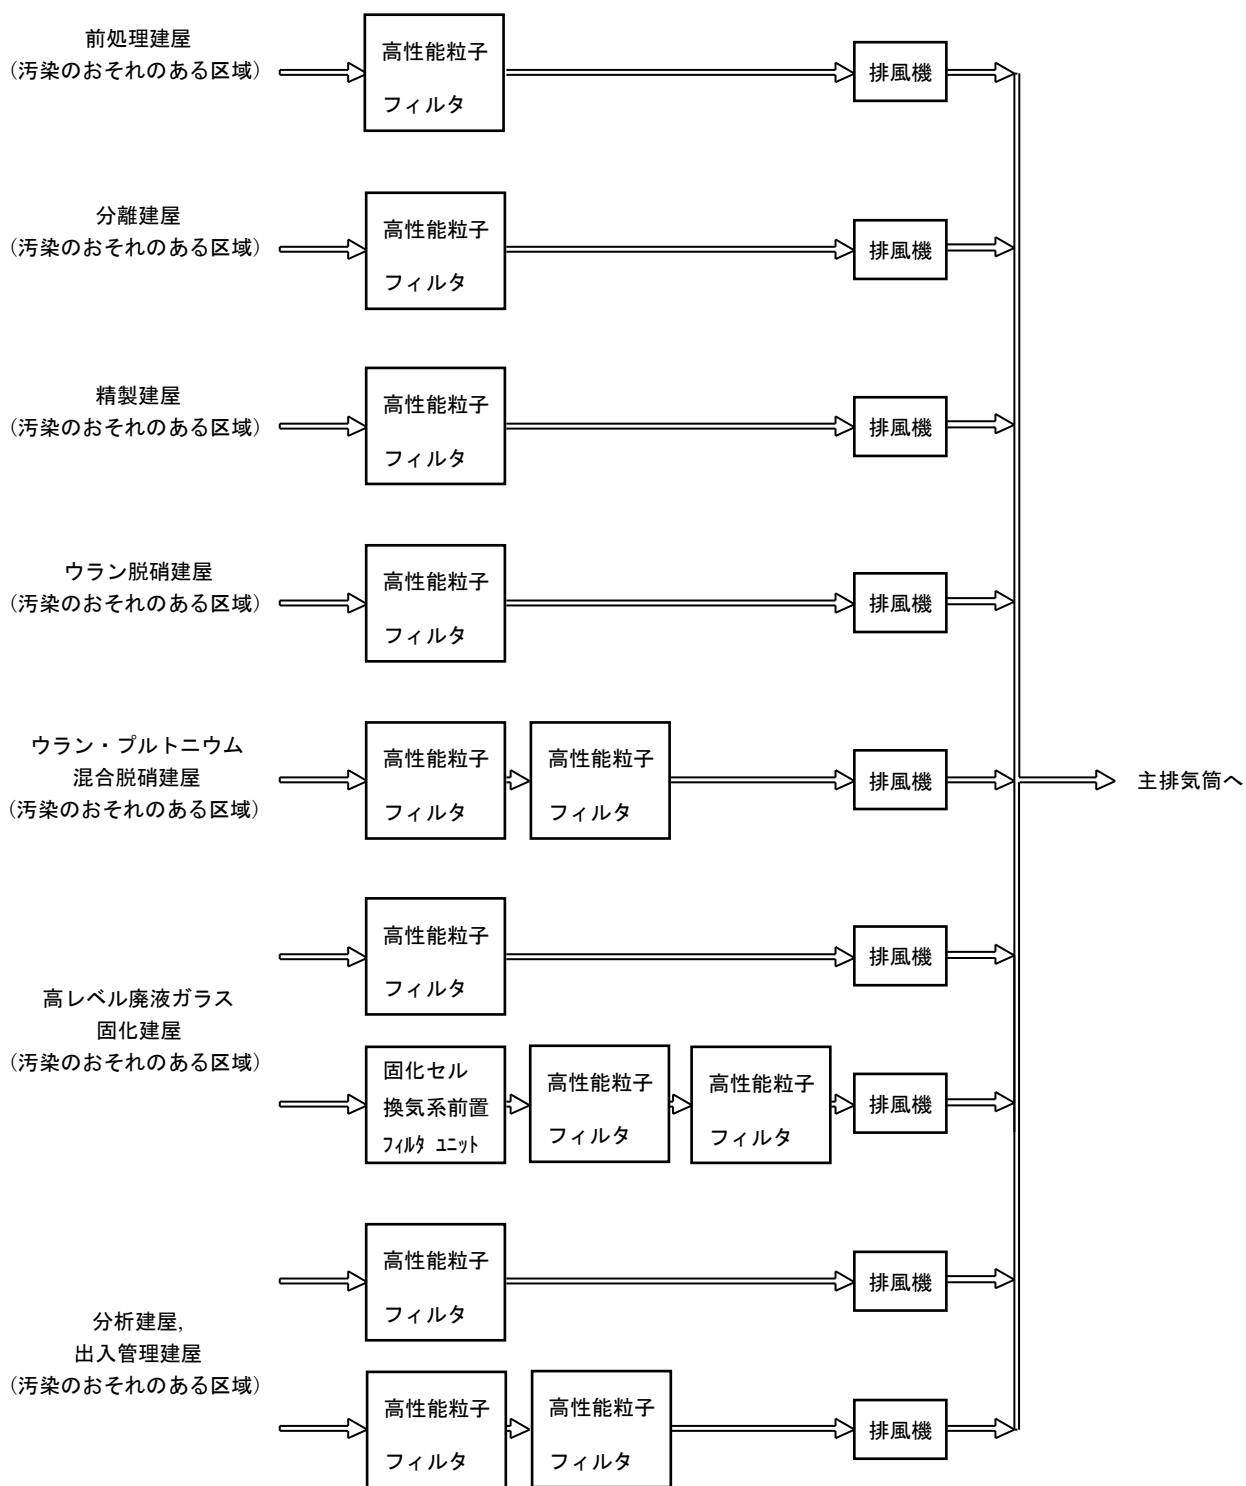 前処理建屋
（汚染のおそれのある区域）
高性能粒子
フィルタ
排風機
分離建屋
（汚染のおそれのある区域）
高性能粒子
フィルタ
排風機
精製建屋
（汚染のおそれのある区域）
高性能粒子
フィルタ
排風機
ウラン脱硝建屋
（汚染のおそれのある区域）
高性能粒子
フィルタ
排風機
ウラン・プルトニウム
混合脱硝建屋
（汚染のおそれのある区域）
高性能粒子
フィルタ
高性能粒子
フィルタ
排風機
主排気筒へ
高レベル廃液ガラス
固化建屋
（汚染のおそれのある区域）
高性能粒子
フィルタ
排風機
固化セル
換気系前置
ﾌｨﾙﾀ ﾕﾆｯﾄ
高性能粒子
フィルタ
高性能粒子
フィルタ
排風機
分析建屋,
出入管理建屋
（汚染のおそれのある区域）
高性能粒子
フィルタ
排風機
高性能粒子
フィルタ
高性能粒子
フィルタ
排風機